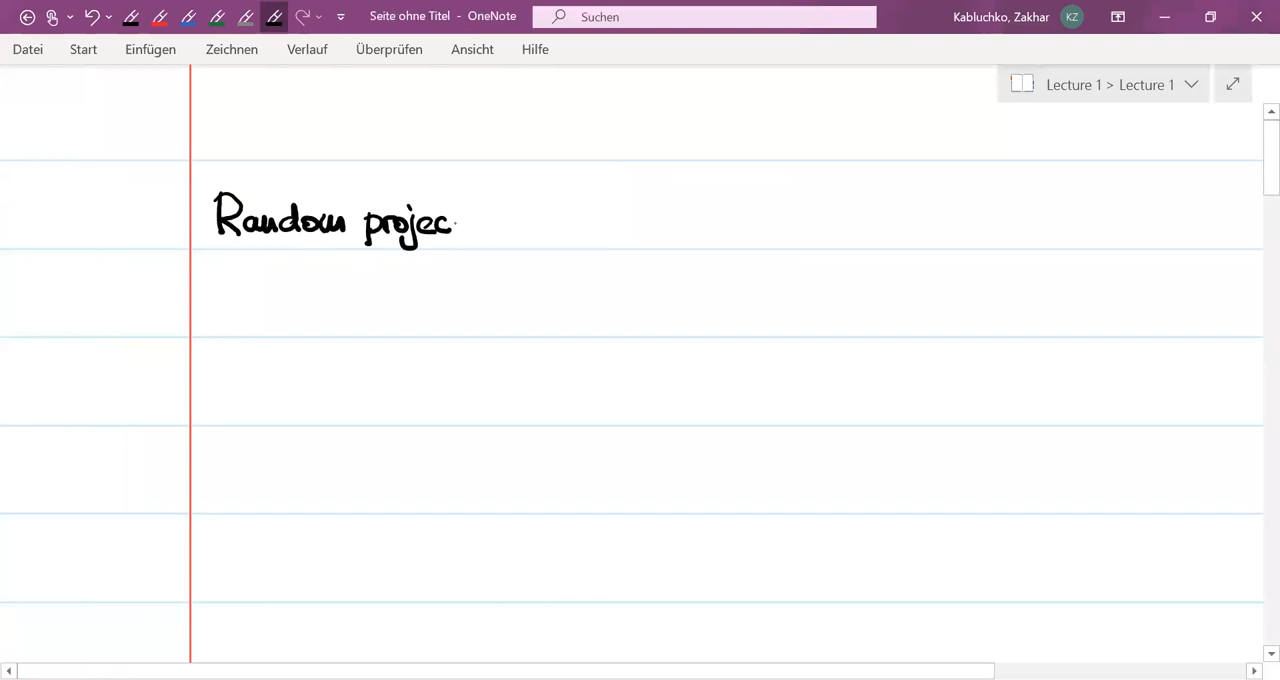 Seite ohne Titel - OneNote
Suchen
Kabluchko, Zakhar
KZ
Datei Start Einfügen Zeichnen Verlauf Überprüfen Ansicht Hilfe
Lecture 1 > Lecture 1
Random projec